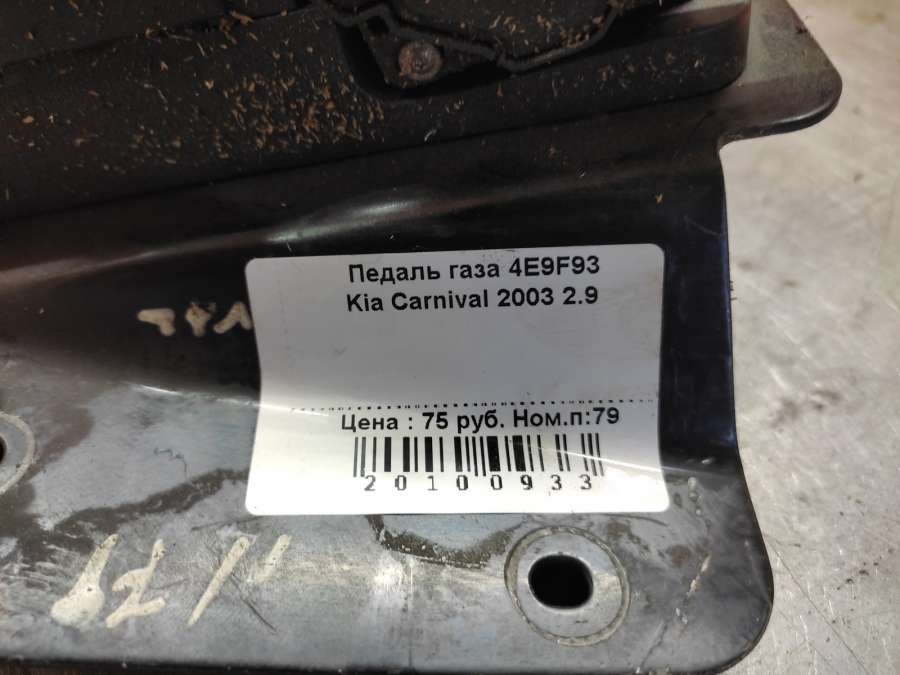 Педаль газа 4E9F93
Kia Carnival 2003 2.9
Цена : 75 руб. Ном.п:79
20100933